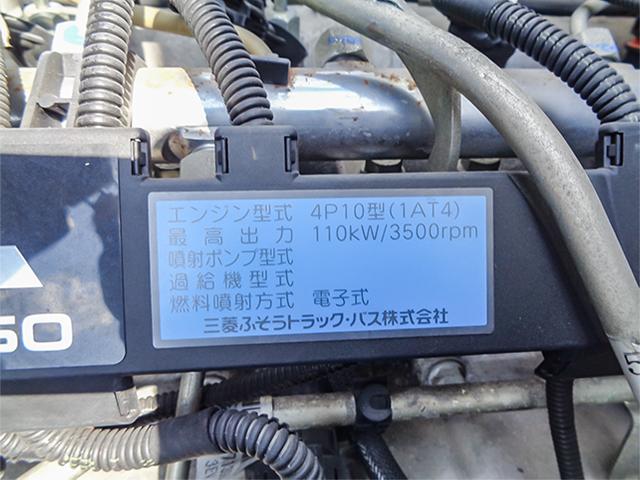 エンジン型式 4P10型(1AT4)
最高出力 110kW/3500rpm
噴射ポンプ型式
過給機型式
燃料噴射方式 電子式
三菱ふそうトラック・バス株式会社
50
5